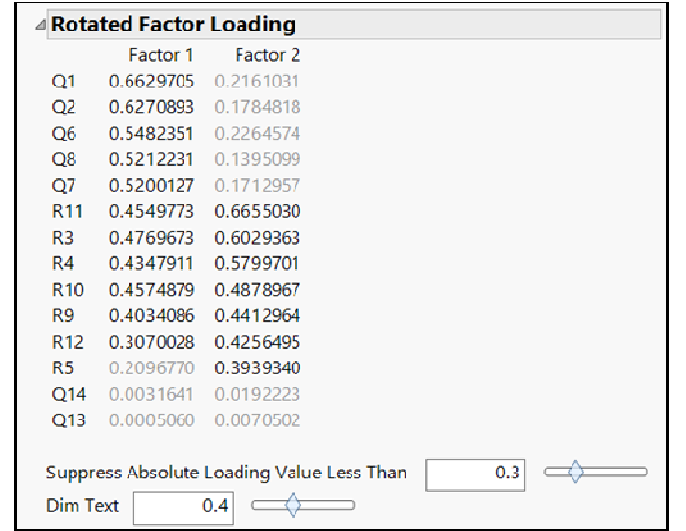 Rotated Factor Loading
Factor 1 Factor 2
Q1 0.6629705 0.2161031
Q2 0.6270893 0.1784818
Q6 0.5482351 0.2264574
Q8 0.5212231 0.1395099
Q7 0.5200127 0.1712957
R11 0.4549773 0.6655030
R3 0.4769673 0.6029363
R4 0.4347911 0.5799701
R10 0.4574879 0.4878967
R9 0.4034086 0.4412964
R12 0.3070028 0.4256495
R5 0.2096770 0.3939340
Q14 0.0031641 0.0192223
Q13 0.0005060 0.0070502
Suppress Absolute Loading Value Less Than 0.3
Dim Text 0.4